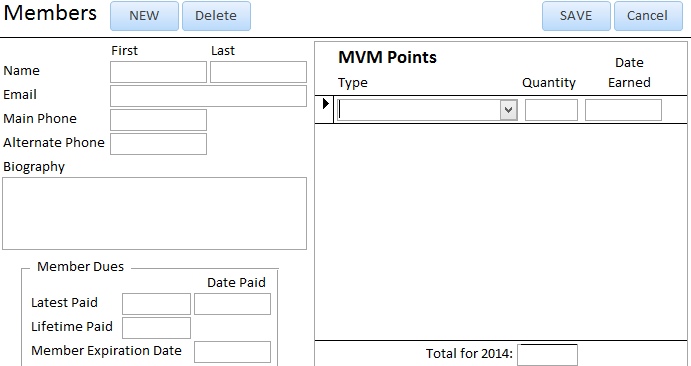 Members NEW Delete SAVE Cancel
First Last
Name
Email
Main Phone
Alternate Phone
Biography
Member Dues
Date Paid
Latest Paid
Lifetime Paid
Member Expiration Date
MVM Points
Date
Type Quantity Earned
Total for 2014: